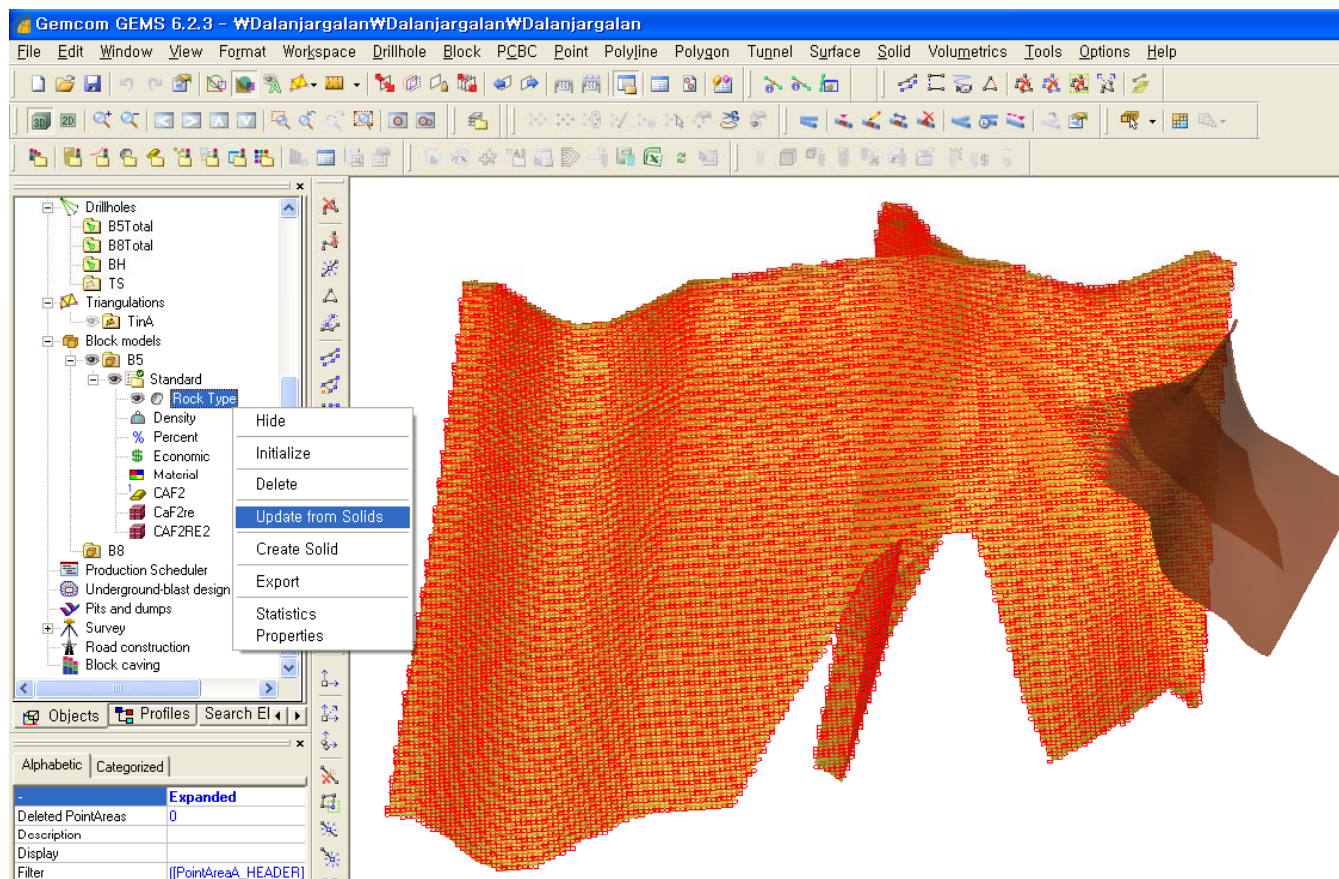 Gemcom GEMS 6.2.3 - ₩Dalanjargalan₩Dalanjargalan₩Dalanjargalan
File Edit Window View Format Workspace Drillhole Block PCBC Point Polyline Polygon Tunnel Surface Solid Volumetrics Tools Options Help
3D 2D
Drillholes
B5Total
B8Total
BH
TS
Triangulations
TinA
Block models
B5
Standard
Rock Type
Density
% Percent
$ Economic
Material
CAF2
CaF2re
CAF2RE2
B8
Production Scheduler
Underground-blast design
Pits and dumps
Survey
Road construction
Block caving
Hide
Initialize
Delete
Update from Solids
Create Solid
Export
Statistics
Properties
Objects Profiles Search El
Alphabetic Categorized
- Expanded
Deleted PointAreas 0
Description
Display
Filter ([PointAreaA_HEADER]